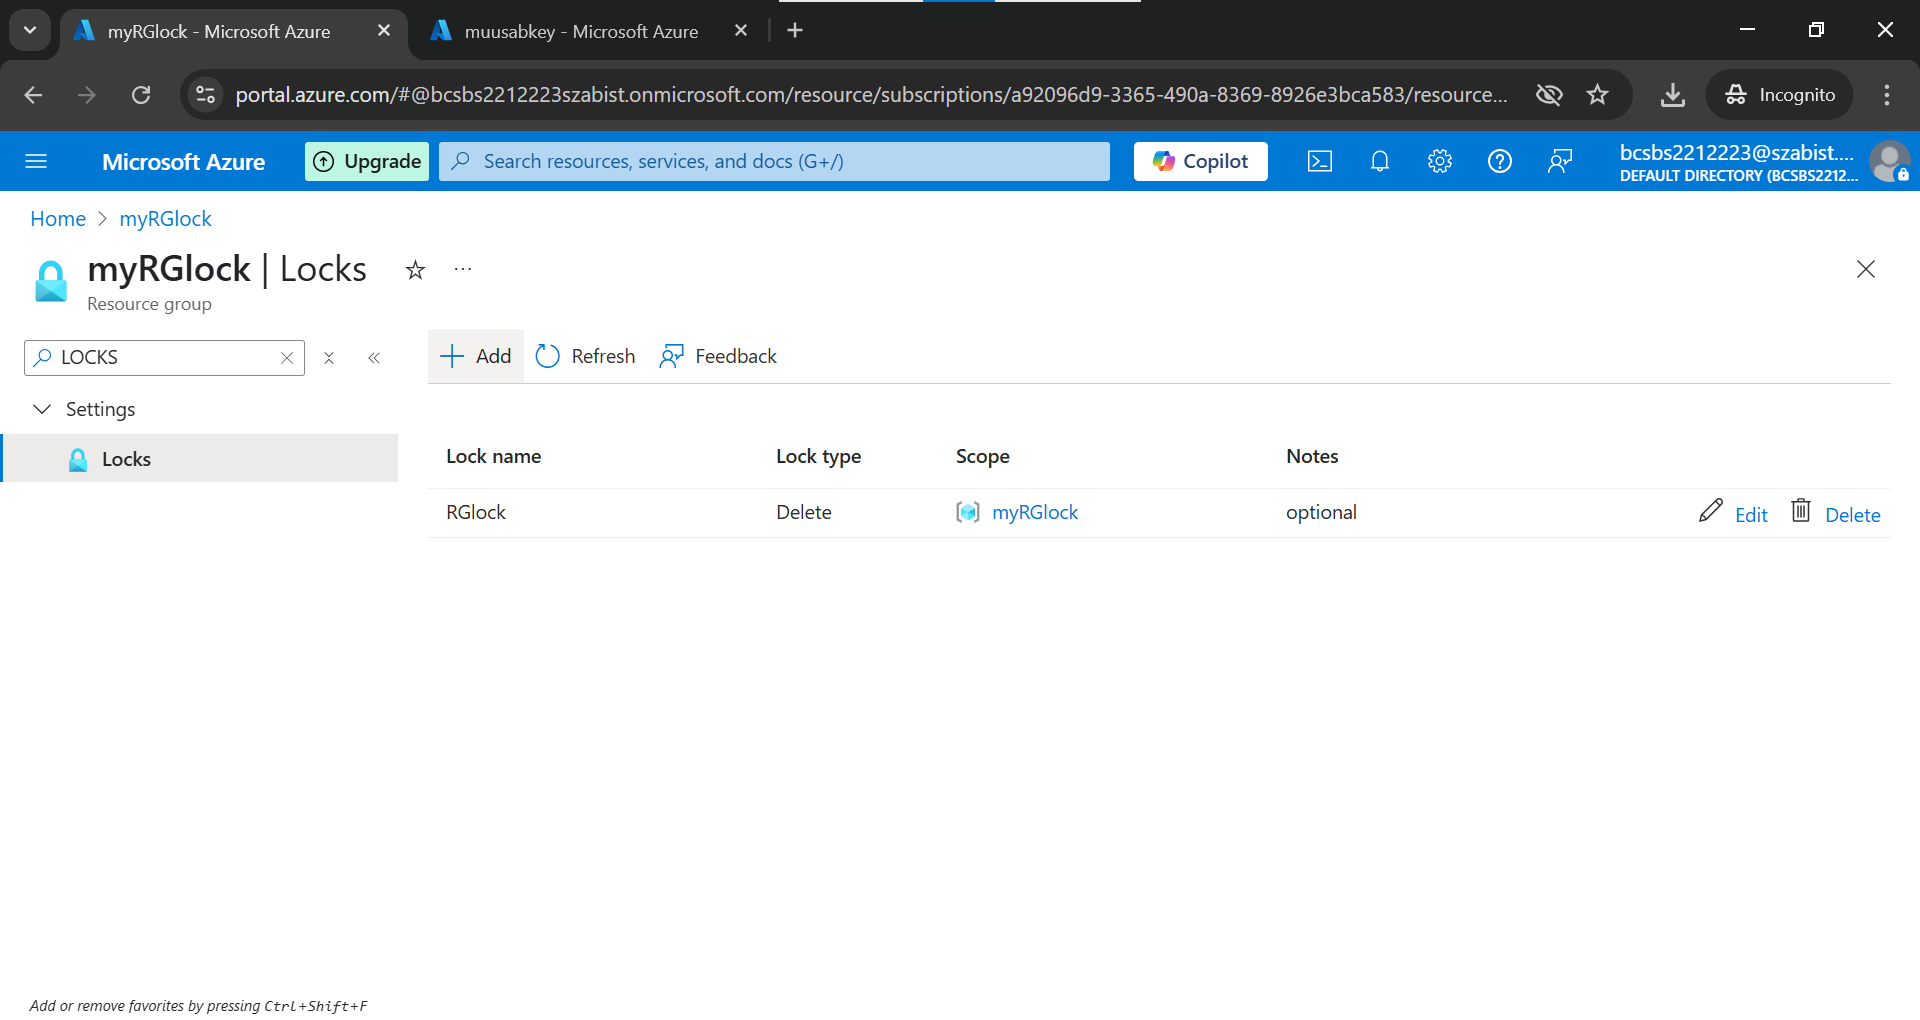 myRGlock - Microsoft Azure
muusabkey - Microsoft Azure
portal.azure.com/#@bcsbs2212223szabist.onmicrosoft.com/resource/subscriptions/a92096d9-3365-490a-8369-8926e3bca583/resource...
Incognito
Microsoft Azure
Upgrade
Search resources, services, and docs (G+/)
Copilot
bcsbs2212223@szabist....
DEFAULT DIRECTORY (BCSBS2212...
Home > myRGlock
myRGlock | Locks
Resource group
LOCKS
Add
Refresh
Feedback
Settings
Locks
Lock name Lock type Scope Notes
RGlock Delete myRGlock optional Edit Delete
Add or remove favorites by pressing Ctrl+Shift+F